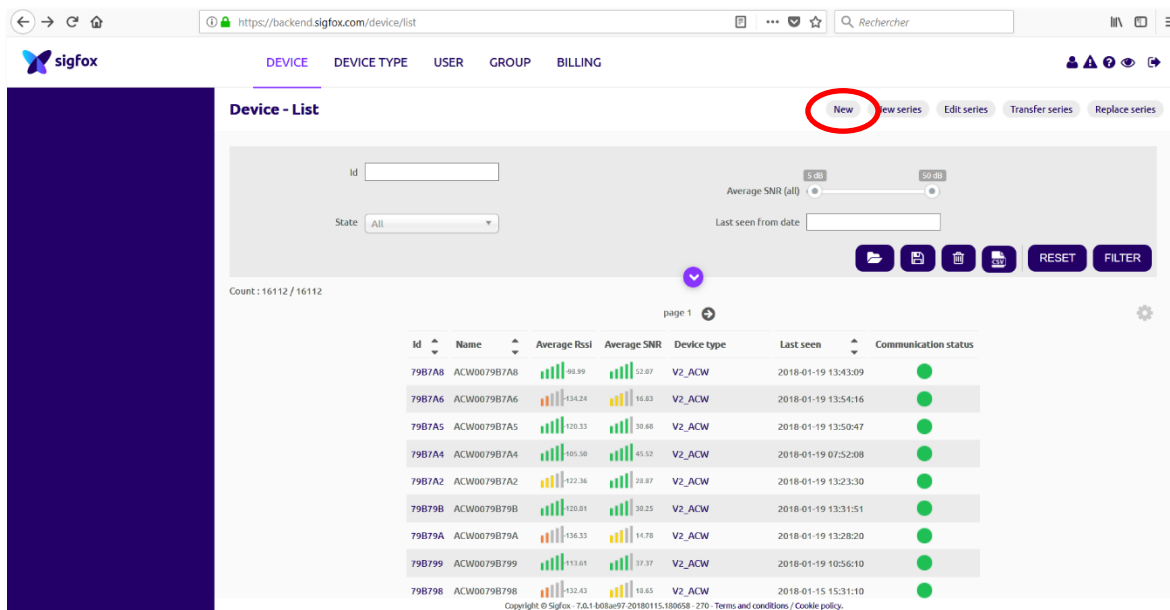 https://backend.sigfox.com/device/list
Rechercher
sigfox
DEVICE DEVICE TYPE USER GROUP BILLING
Device - List
New New series Edit series Transfer series Replace series
Id
5 dB 50 dB
Average SNR (all)
State All
Last seen from date
CSV RESET FILTER
Count : 16112 / 16112
page 1
Id Name Average Rssi Average SNR Device type Last seen Communication status
79B7A8 ACW0079B7A8 -98.99 52.07 V2_ACW 2018-01-19 13:43:09
79B7A6 ACW0079B7A6 -134.24 16.83 V2_ACW 2018-01-19 13:54:16
79B7A5 ACW0079B7A5 -120.33 30.68 V2_ACW 2018-01-19 13:50:47
79B7A4 ACW0079B7A4 -105.50 45.52 V2_ACW 2018-01-19 07:52:08
79B7A2 ACW0079B7A2 -122.36 28.87 V2_ACW 2018-01-19 13:23:30
79B79B ACW0079B79B -120.81 30.25 V2_ACW 2018-01-19 13:31:51
79B79A ACW0079B79A -136.33 14.78 V2_ACW 2018-01-19 13:28:20
79B799 ACW0079B799 -113.61 37.37 V2_ACW 2018-01-19 10:56:10
79B798 ACW0079B798 -132.43 18.65 V2_ACW 2018-01-15 15:31:10
Copyright © Sigfox - 7.0.1-b08ae97-20180115.180658 - 270 - Terms and conditions / Cookie policy.